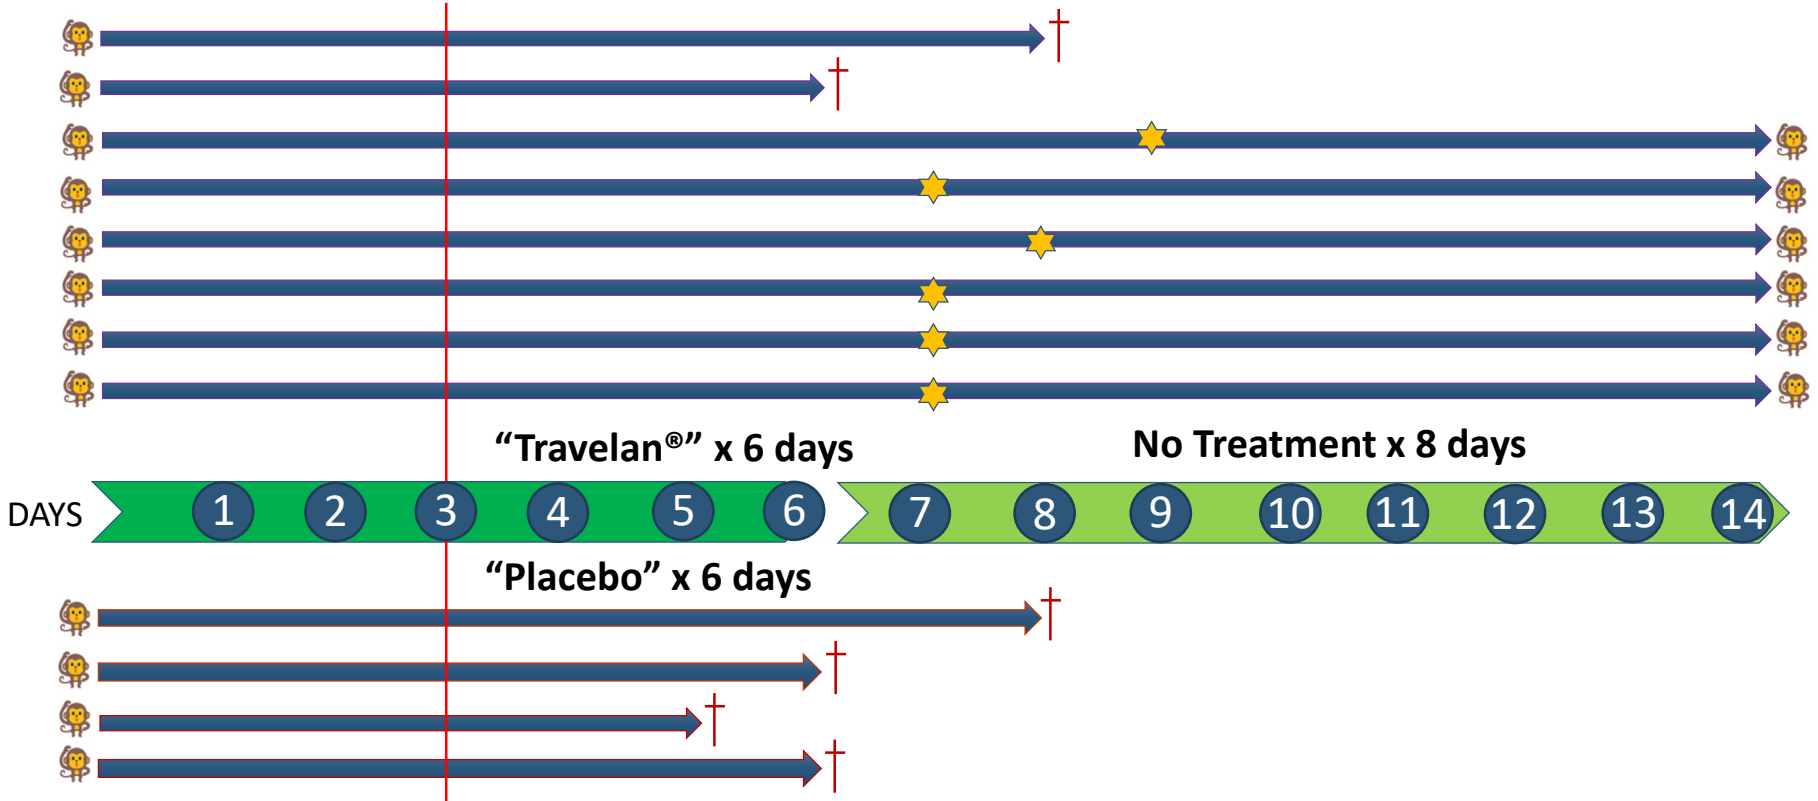 “Travelan®” x 6 days
No Treatment x 8 days
DAYS 1 2 3 4 5 6 7 8 9 10 11 12 13 14
“Placebo” x 6 days